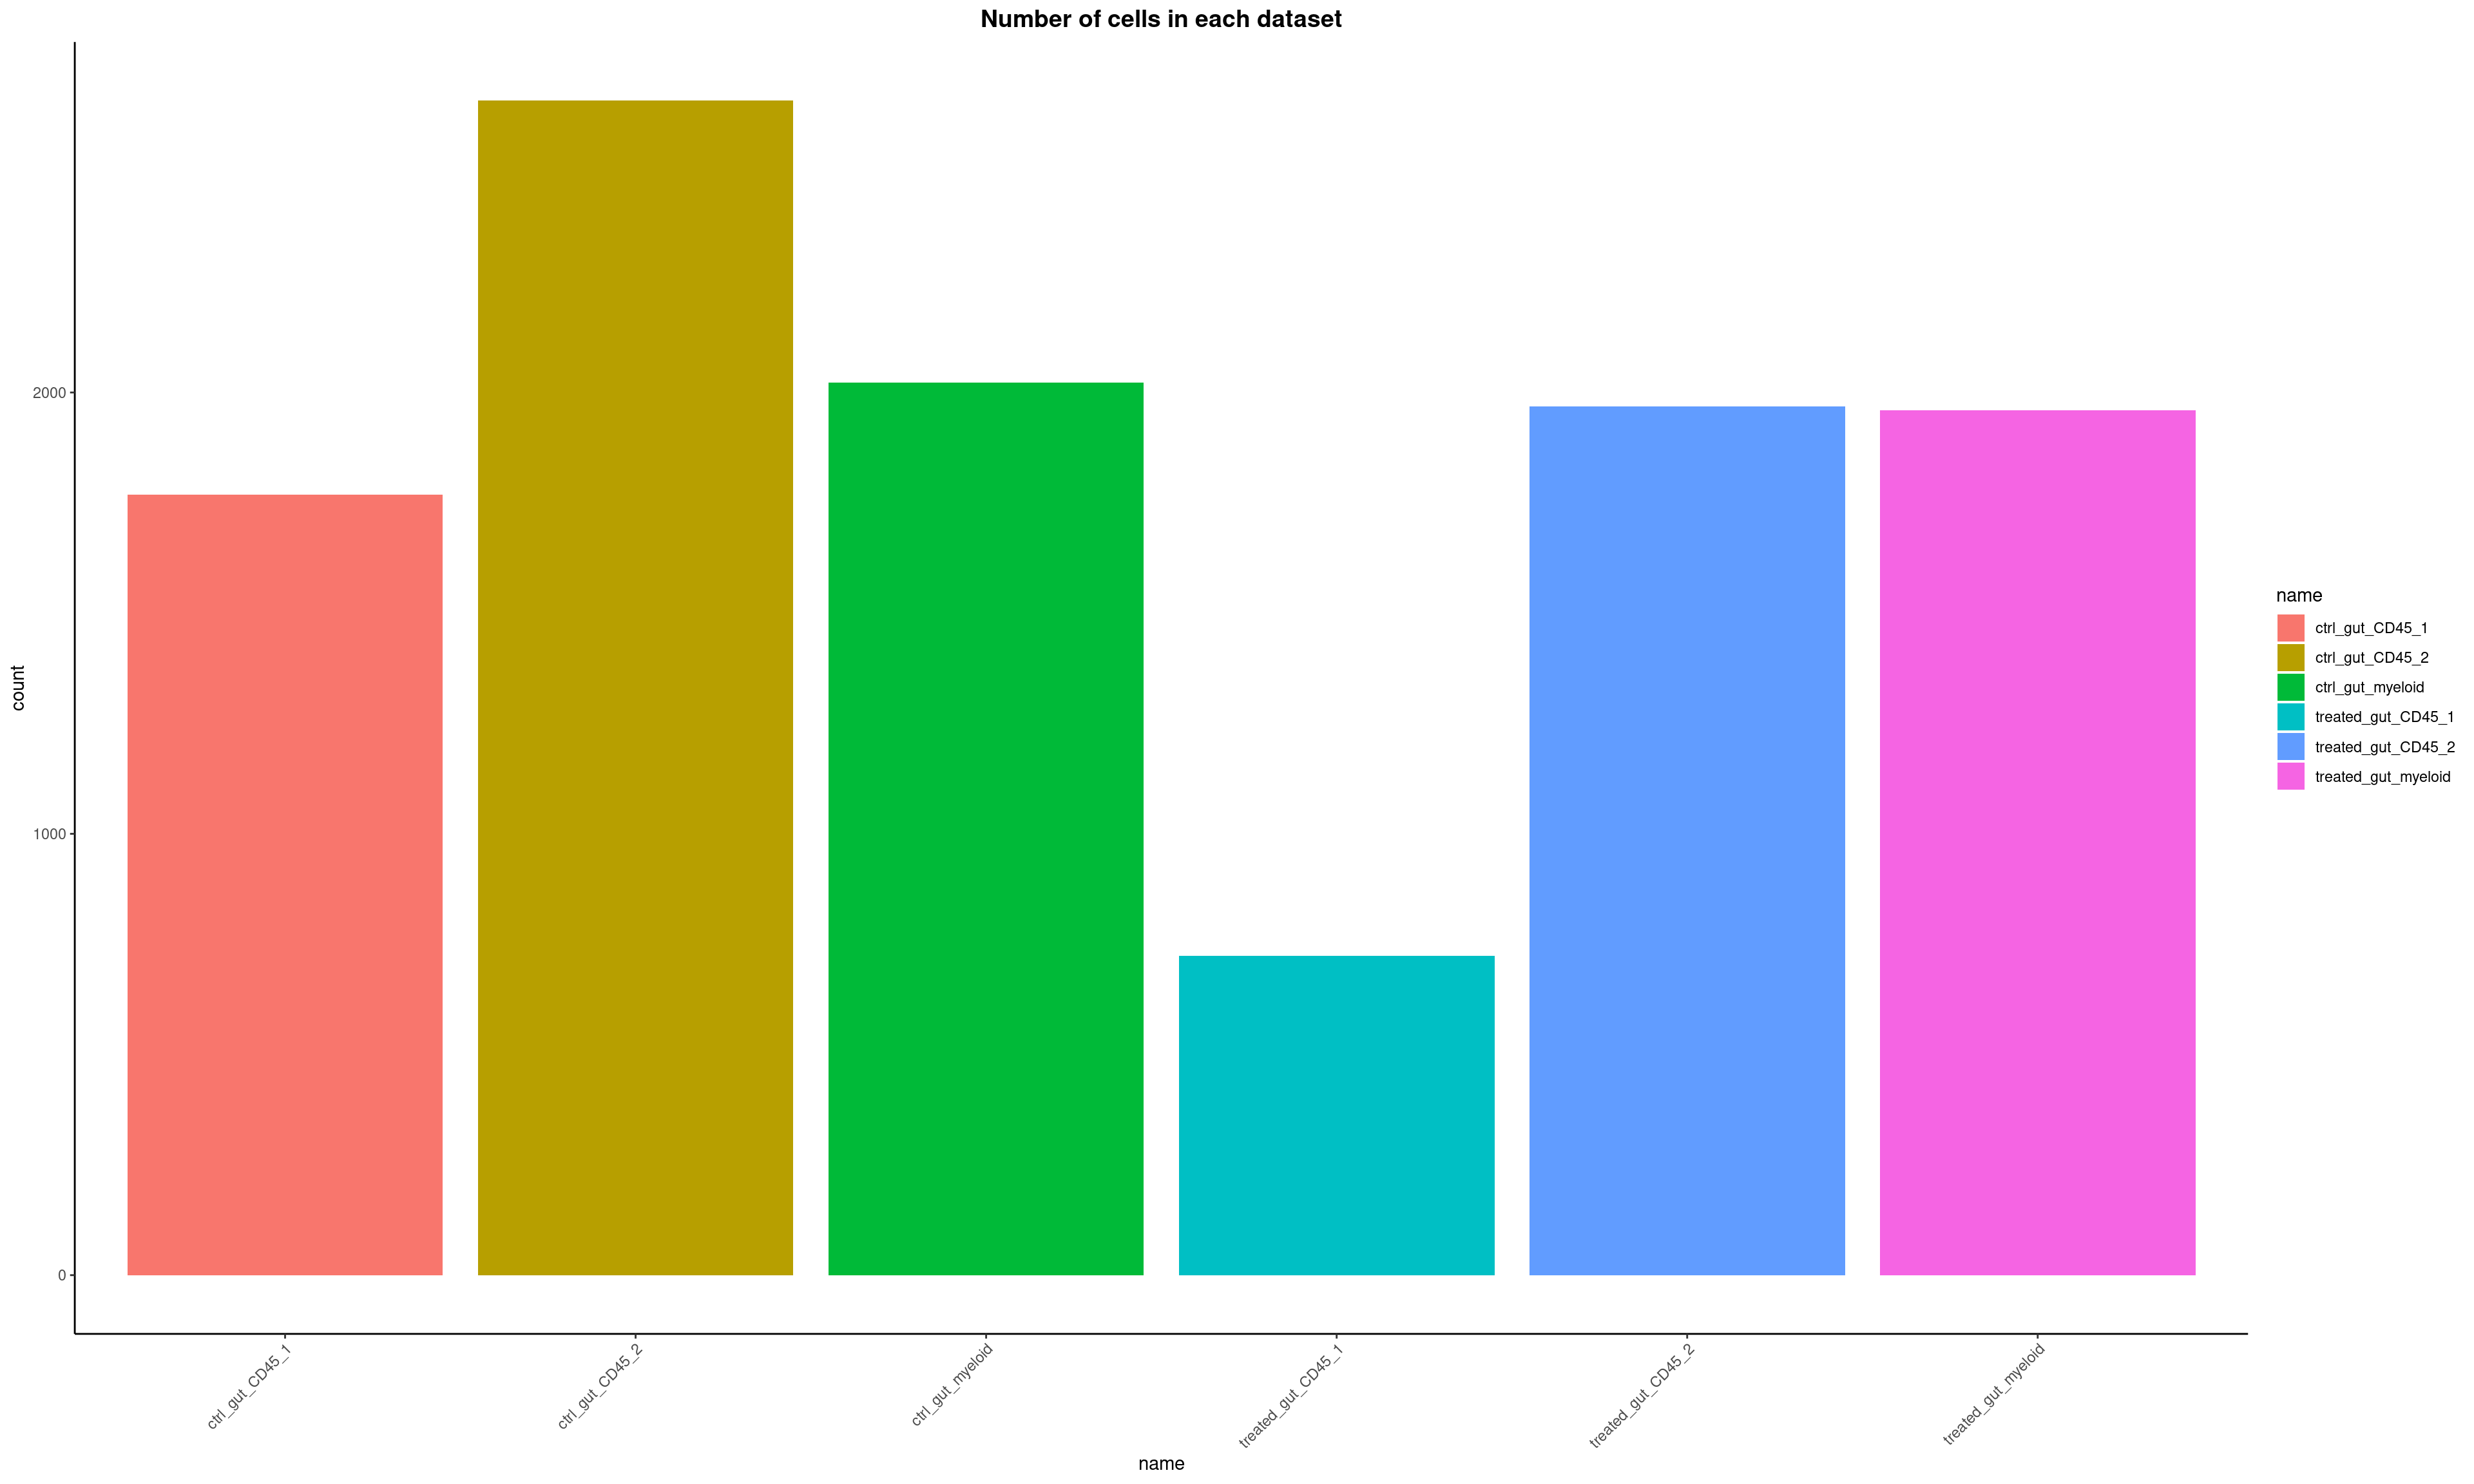 Number of cells in each dataset
count
2000
1000
0
ctrl_gut_CD45_1
ctrl_gut_CD45_2
ctrl_gut_myeloid
treated_gut_CD45_1
treated_gut_CD45_2
treated_gut_myeloid
name
name
ctrl_gut_CD45_1
ctrl_gut_CD45_2
ctrl_gut_myeloid
treated_gut_CD45_1
treated_gut_CD45_2
treated_gut_myeloid